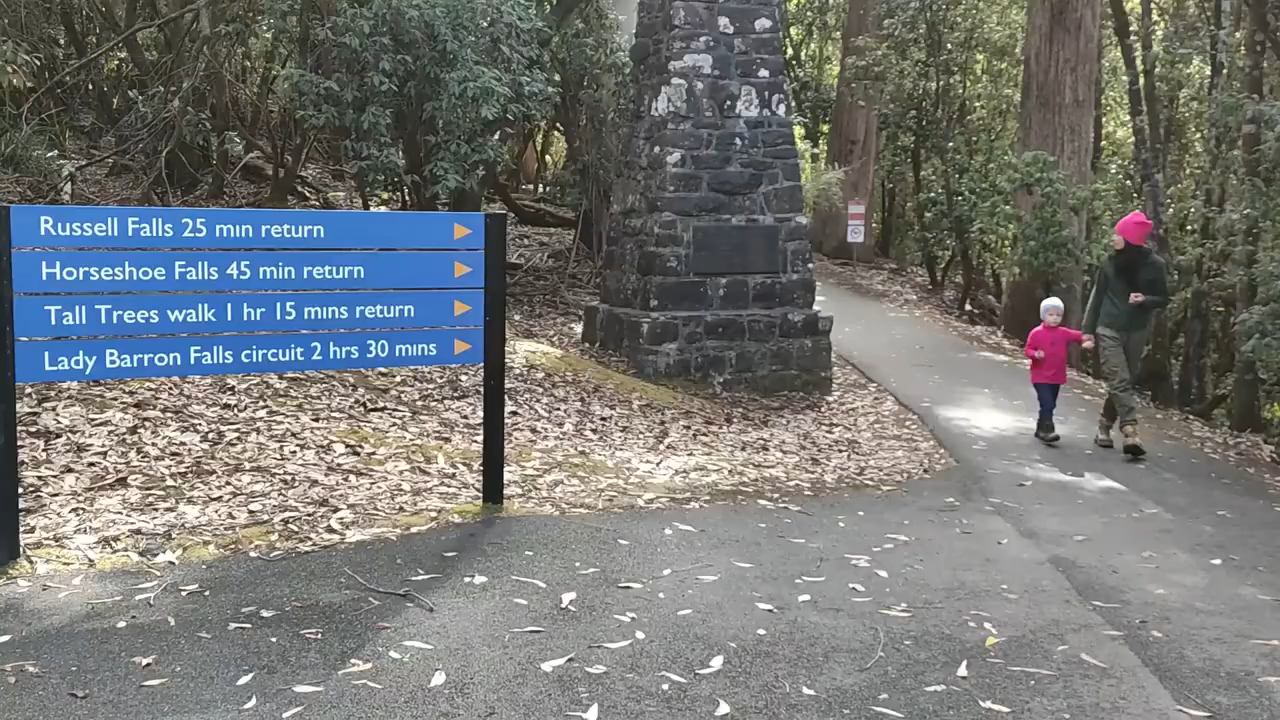 Russell Falls 25 min return
Horseshoe Falls 45 min return
Tall Trees walk 1 hr 15 mins return
Lady Barron Falls circuit 2 hrs 30 mins